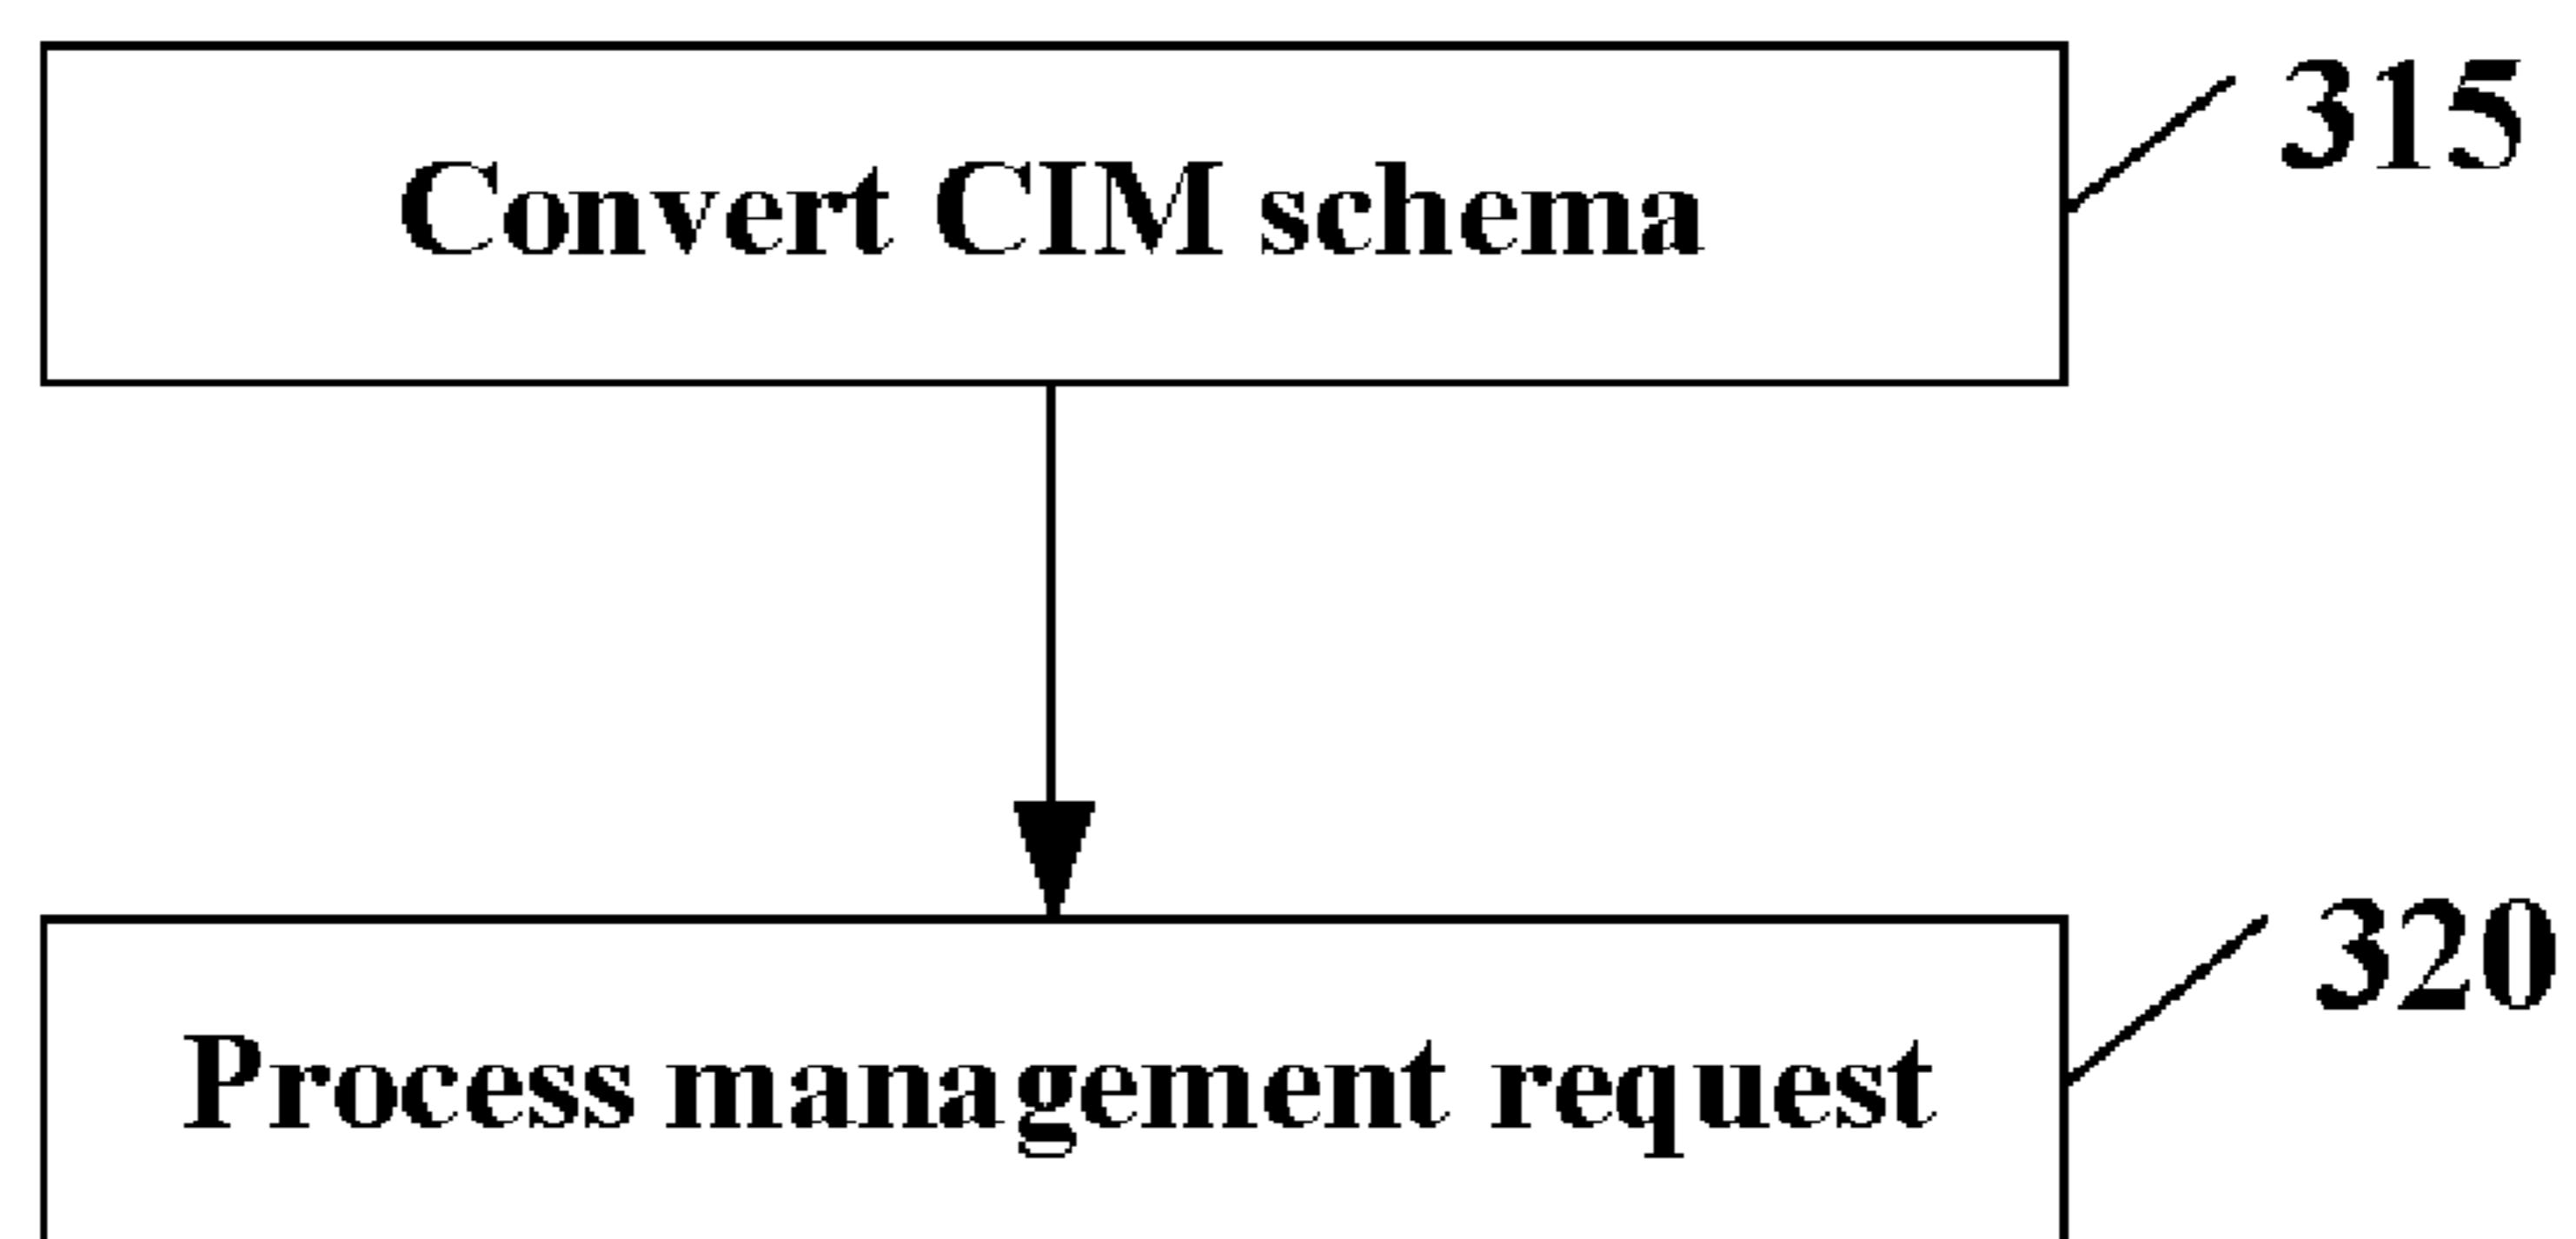 315
Convert CIM schema
320
Process management request